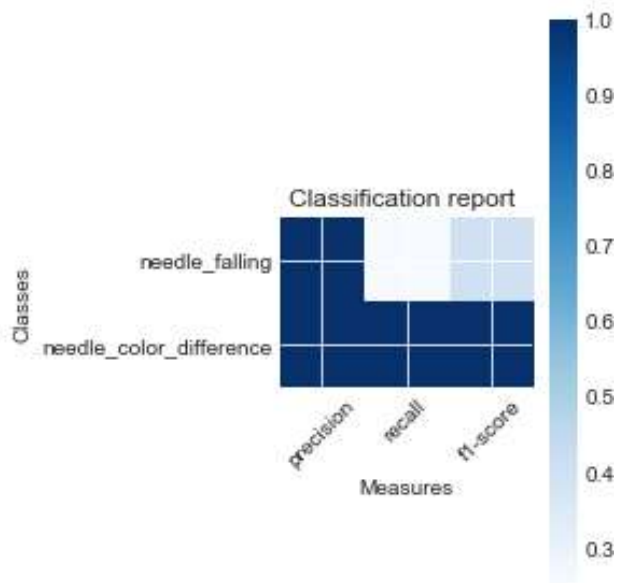 Classification report
Classes
needle_falling
needle_color_difference
precision
recall
f1-score
Measures
1.0
0.9
0.8
0.7
0.6
0.5
0.4
0.3